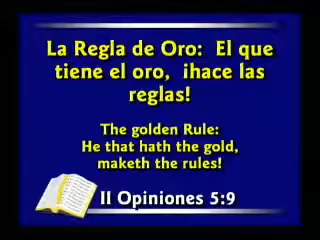 La Regla de Oro: El que
tiene el oro, ¡hace las
reglas!
The golden Rule:
He that hath the gold,
maketh the rules!
II Opiniones 5:9